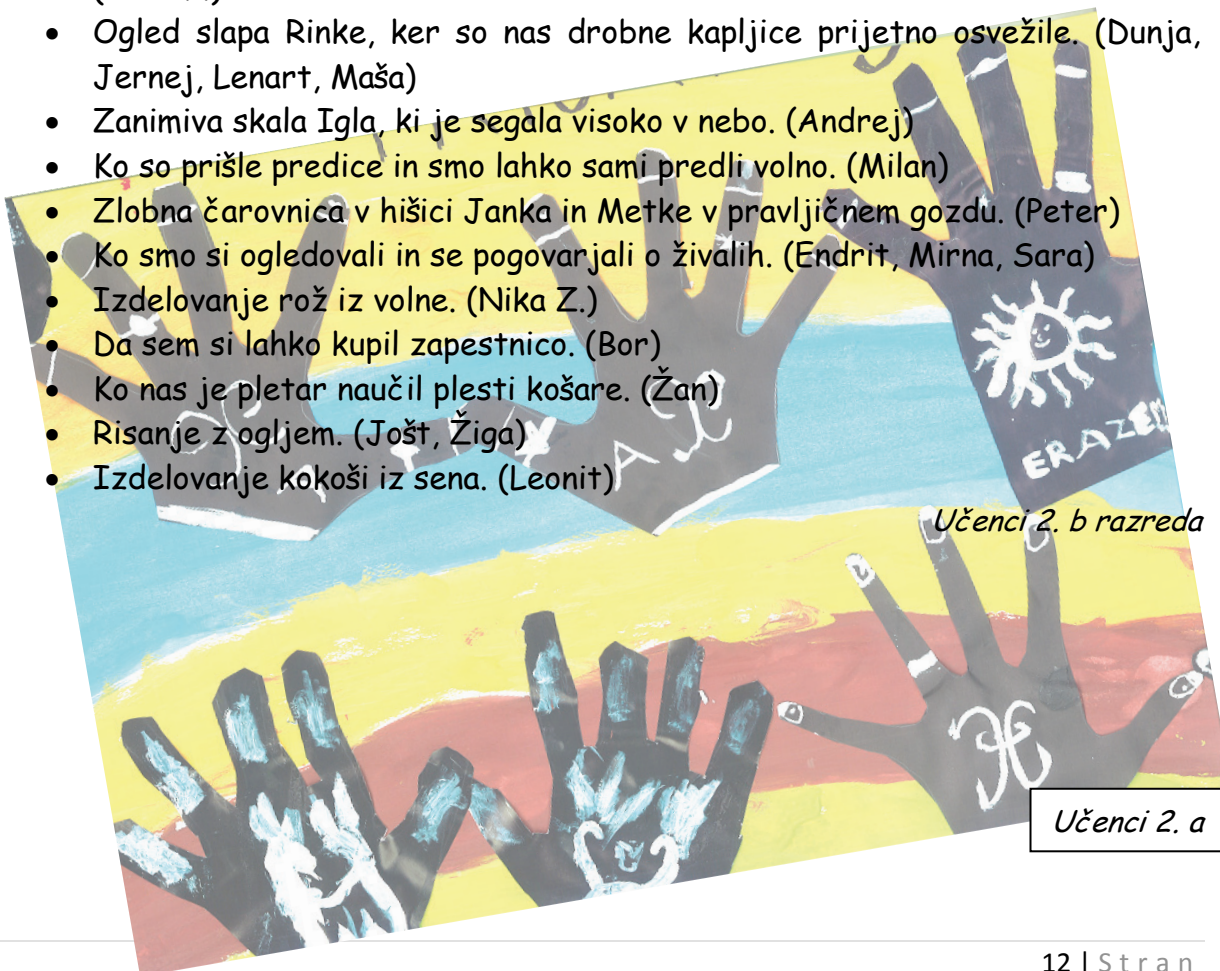 • Ogled slapa Rinke, ker so nas drobne kapljice prijetno osvežile. (Dunja,
Jernej, Lenart, Maša)
• Zanimiva skala Igla, ki je segala visoko v nebo. (Andrej)
• Ko so prišle predice in smo lahko sami predli volno. (Milan)
• Zlobna čarovnica v hišici Janka in Metke v pravljičnem gozdu. (Peter)
• Ko smo si ogledovali in se pogovarjali o živalih. (Endrit, Mirna, Sara)
• Izdelovanje rož iz volne. (Nika Z.)
• Da sem si lahko kupil zapestnico. (Bor)
• Ko nas je pletar naučil plesti košare. (Žan)
• Risanje z ogljem. (Jošt, Žiga)
• Izdelovanje kokoši iz sena. (Leonit)
ERAZEM
Učenci 2. b razreda
Učenci 2. a
12 | Stran